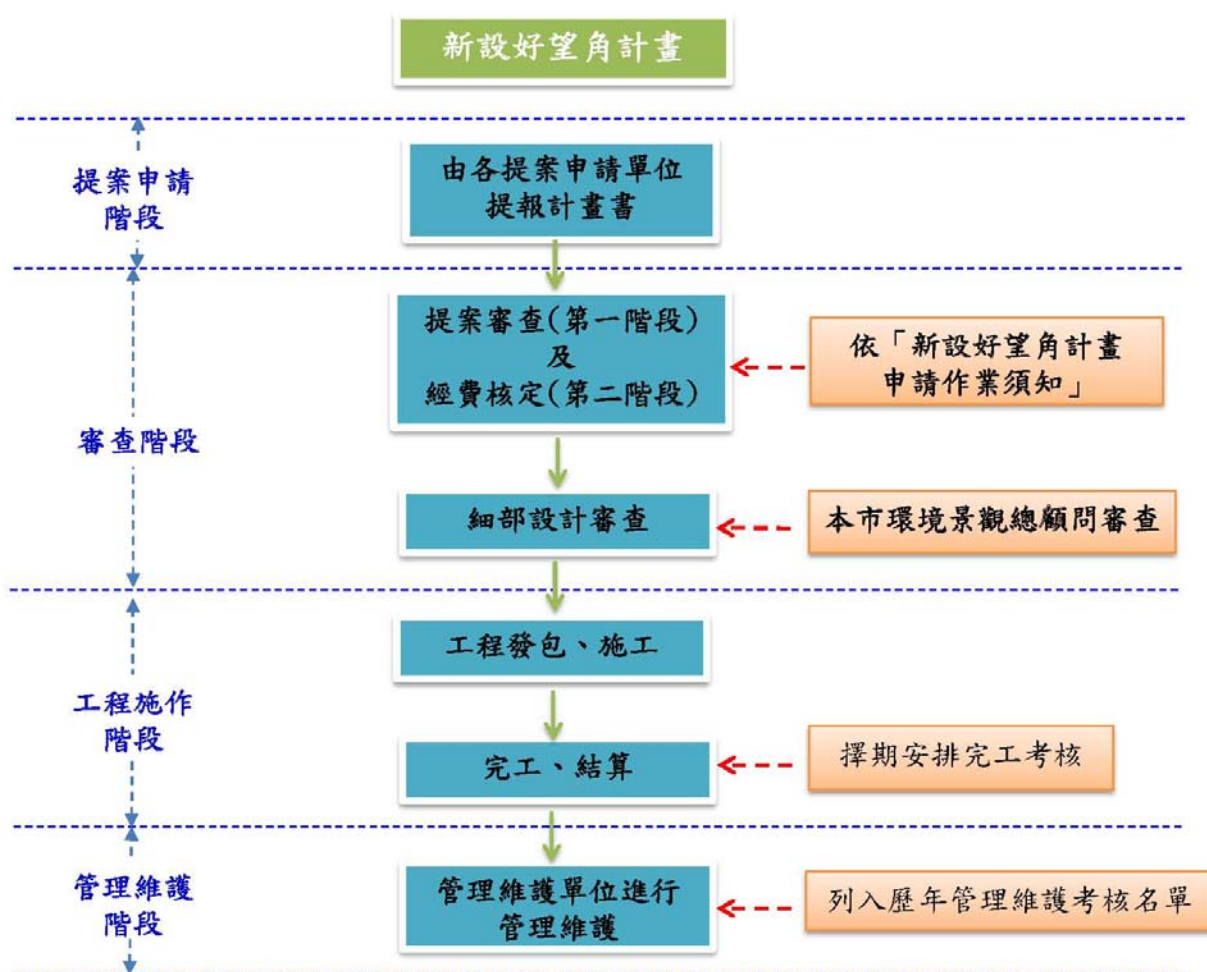 新設好望角計畫
提案申請
階段
由各提案申請單位
提報計畫書
審查階段
提案審查(第一階段)
及
經費核定(第二階段)
依「新設好望角計畫
申請作業須知」
細部設計審查
本市環境景觀總顧問審查
工程施作
階段
工程發包、施工
完工、結算
擇期安排完工考核
管理維護
階段
管理維護單位進行
管理維護
列入歷年管理維護考核名單